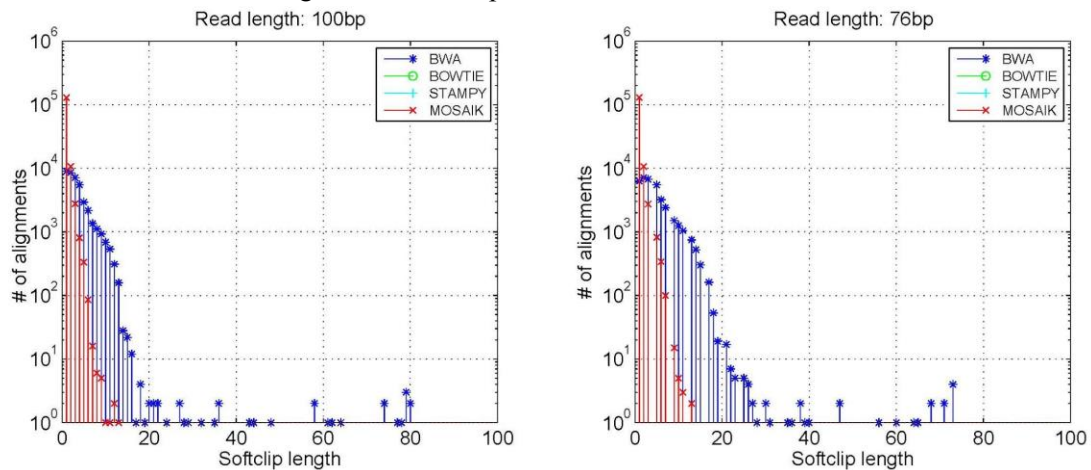 Read length: 100bp
10^6
10^5
10^4
10^3
10^2
10^1
10^0
# of alignments
BWA
BOWTIE
STAMPY
MOSAIK
0 20 40 60 80 100
Softclip length
Read length: 76bp
10^6
10^5
10^4
10^3
10^2
10^1
10^0
# of alignments
BWA
BOWTIE
STAMPY
MOSAIK
0 20 40 60 80 100
Softclip length